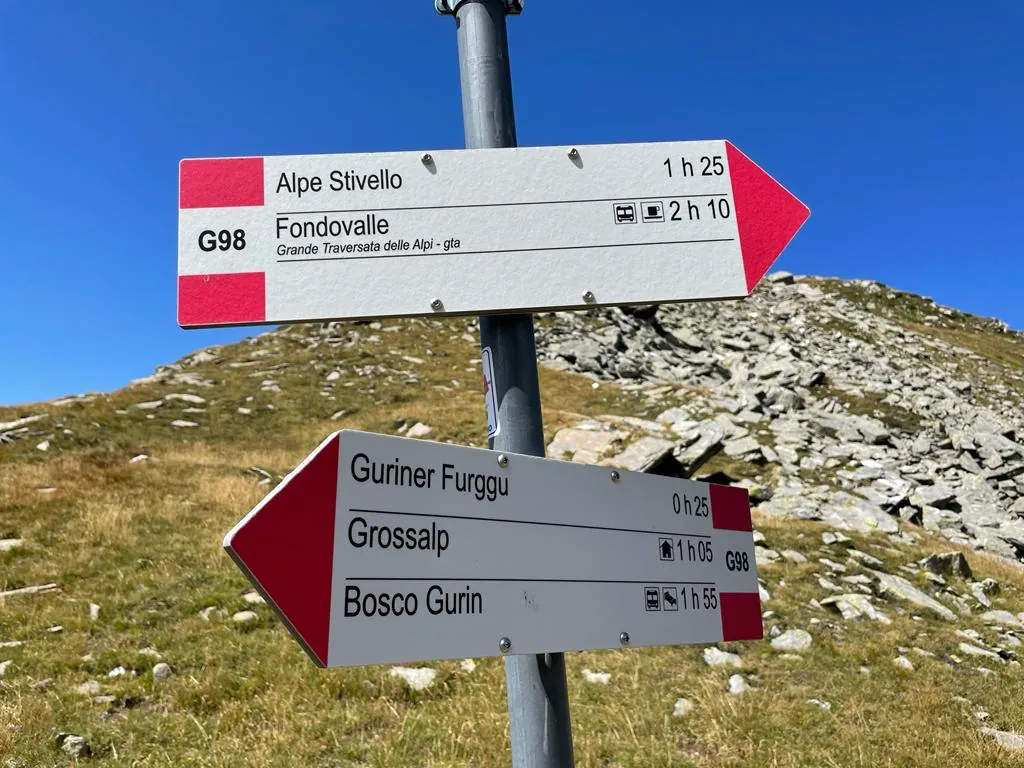 Alpe Stivello 1 h 25
G98
Fondovalle 2 h 10
Grande Traversata delle Alpi - gta
Guriner Furggu 0 h 25
Grossalp 1 h 05
G98
Bosco Gurin 1 h 55